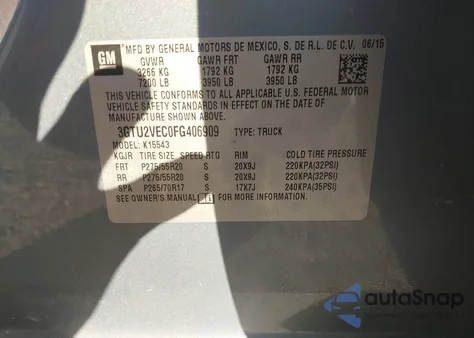 GM
MFD BY GENERAL MOTORS DE MEXICO, S. DE R.L. DE C.V. 06/15
GVWR GAWR FRT GAWR RR
3266 KG 1792 KG 1792 KG
7200 LB 3950 LB 3950 LB
THIS VEHICLE CONFORMS TO ALL APPLICABLE U.S. FEDERAL MOTOR
VEHICLE SAFETY STANDARDS IN EFFECT ON THE DATE OF
MANUFACTURE SHOWN ABOVE.
3GTU2VEC0FG406909 TYPE: TRUCK
MODEL: K15543
KGJR TIRE SIZE SPEED RTG RIM COLD TIRE PRESSURE
FRT P275/55R20 S 20X9J 220KPA(32PSI)
RR P275/55R20 S 20X9J 220KPA(32PSI)
SPA P265/70R17 S 17X7J 240KPA(35PSI)
SEE OWNER'S MANUAL FOR MORE INFORMATION.
autoSnap